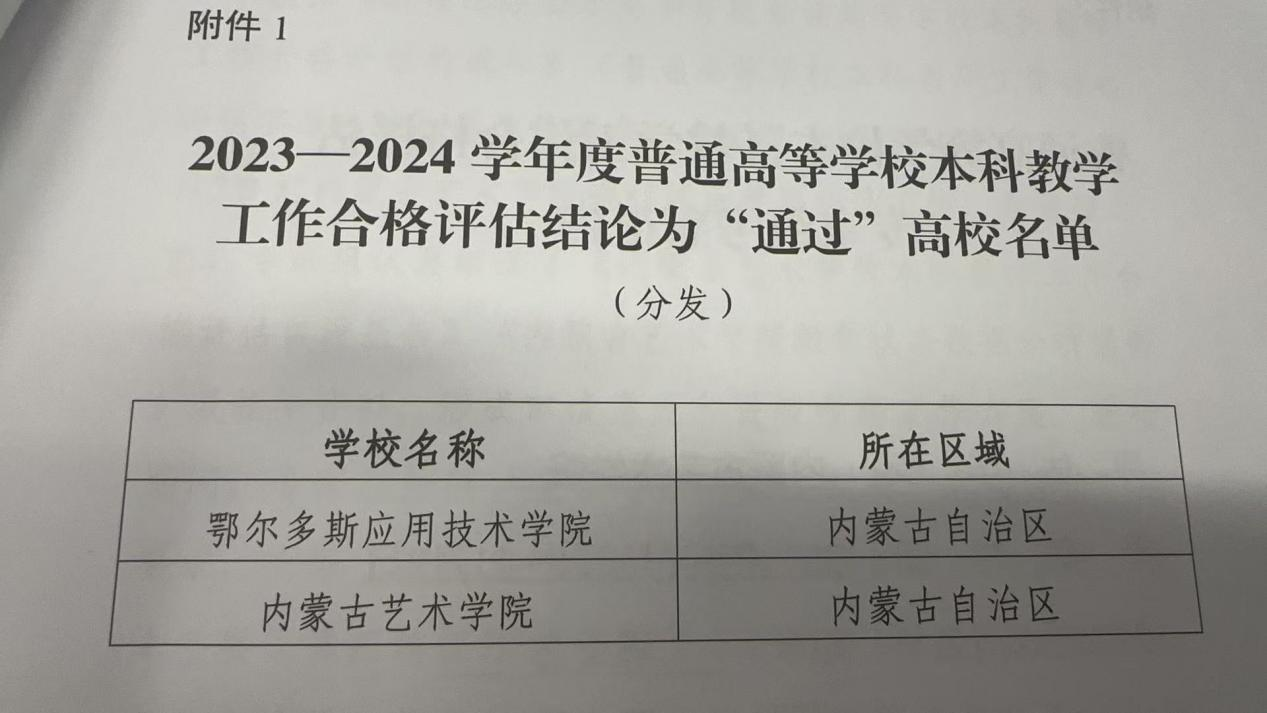 附件 1
2023—2024 学年度普通高等学校本科教学
工作合格评估结论为“通过”高校名单
（分发）
学校名称 所在区域
鄂尔多斯应用技术学院 内蒙古自治区
内蒙古艺术学院 内蒙古自治区